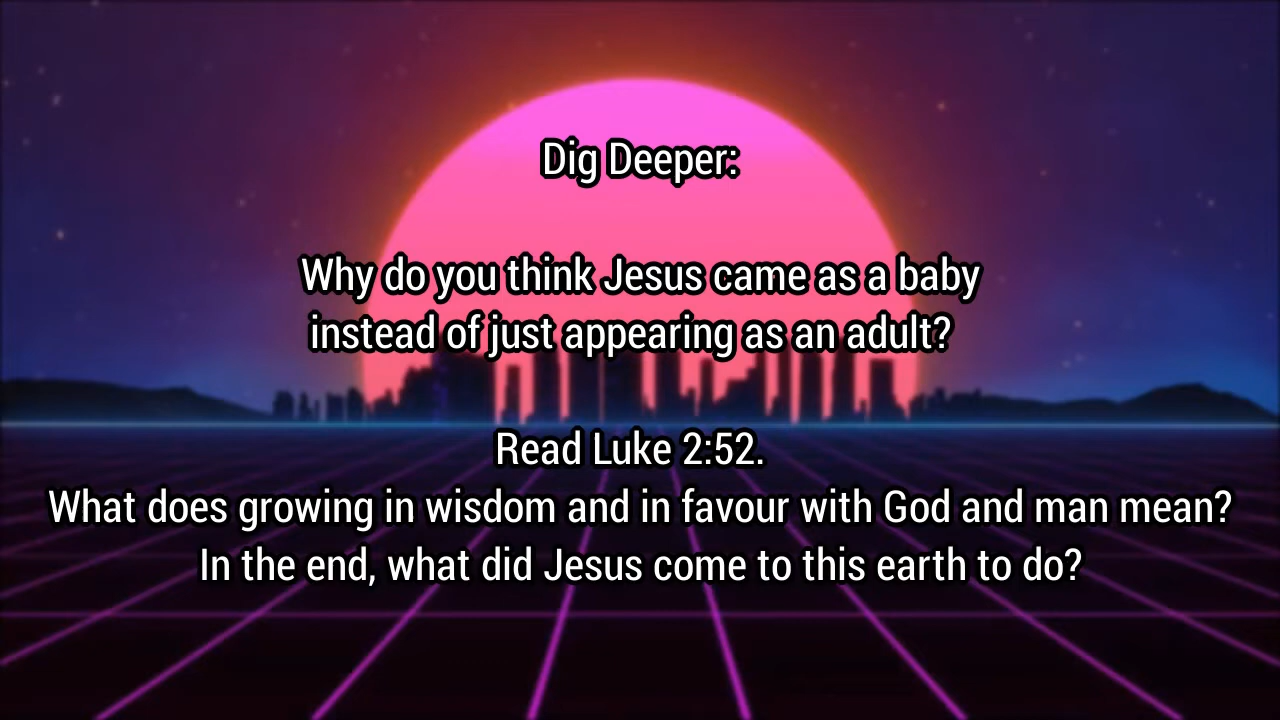 Dig Deeper:
Why do you think Jesus came as a baby
instead of just appearing as an adult?
Read Luke 2:52.
What does growing in wisdom and in favour with God and man mean?
In the end, what did Jesus come to this earth to do?